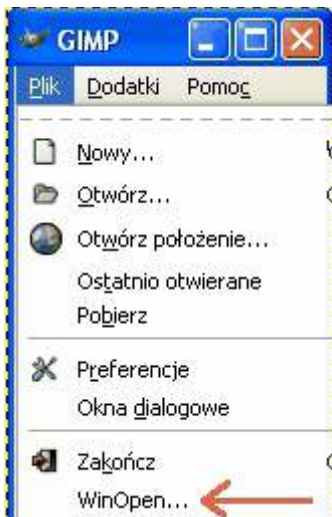 GIMP
Plik Dodatki Pomoc
Nowy...
Otwórz...
Otwórz położenie...
Ostatnio otwierane
Pobierz
Preferencje
Okna dialogowe
Zakończ
WinOpen...